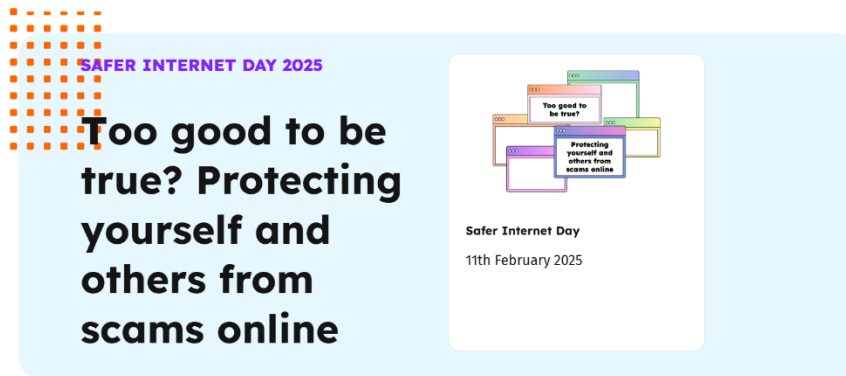 SAFER INTERNET DAY 2025
Too good to be
true? Protecting
yourself and
others from
scams online
Too good to
be true?
Protecting
yourself and
others from
scams online
Safer Internet Day
11th February 2025